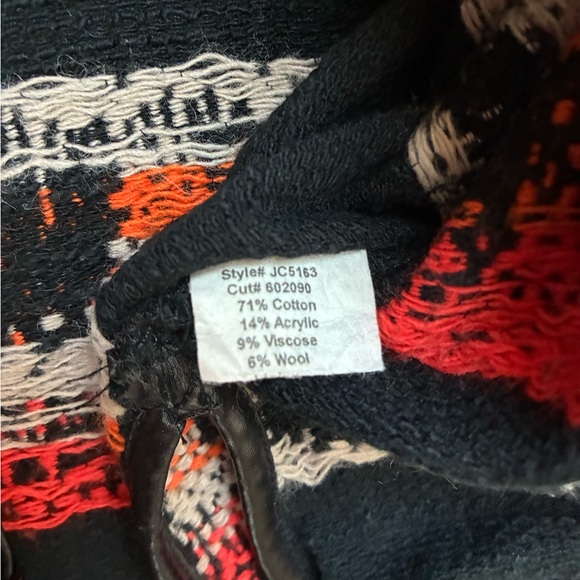 Style# JC5163
Cut# 602090
71% Cotton
14% Acrylic
9% Viscose
6% Wool